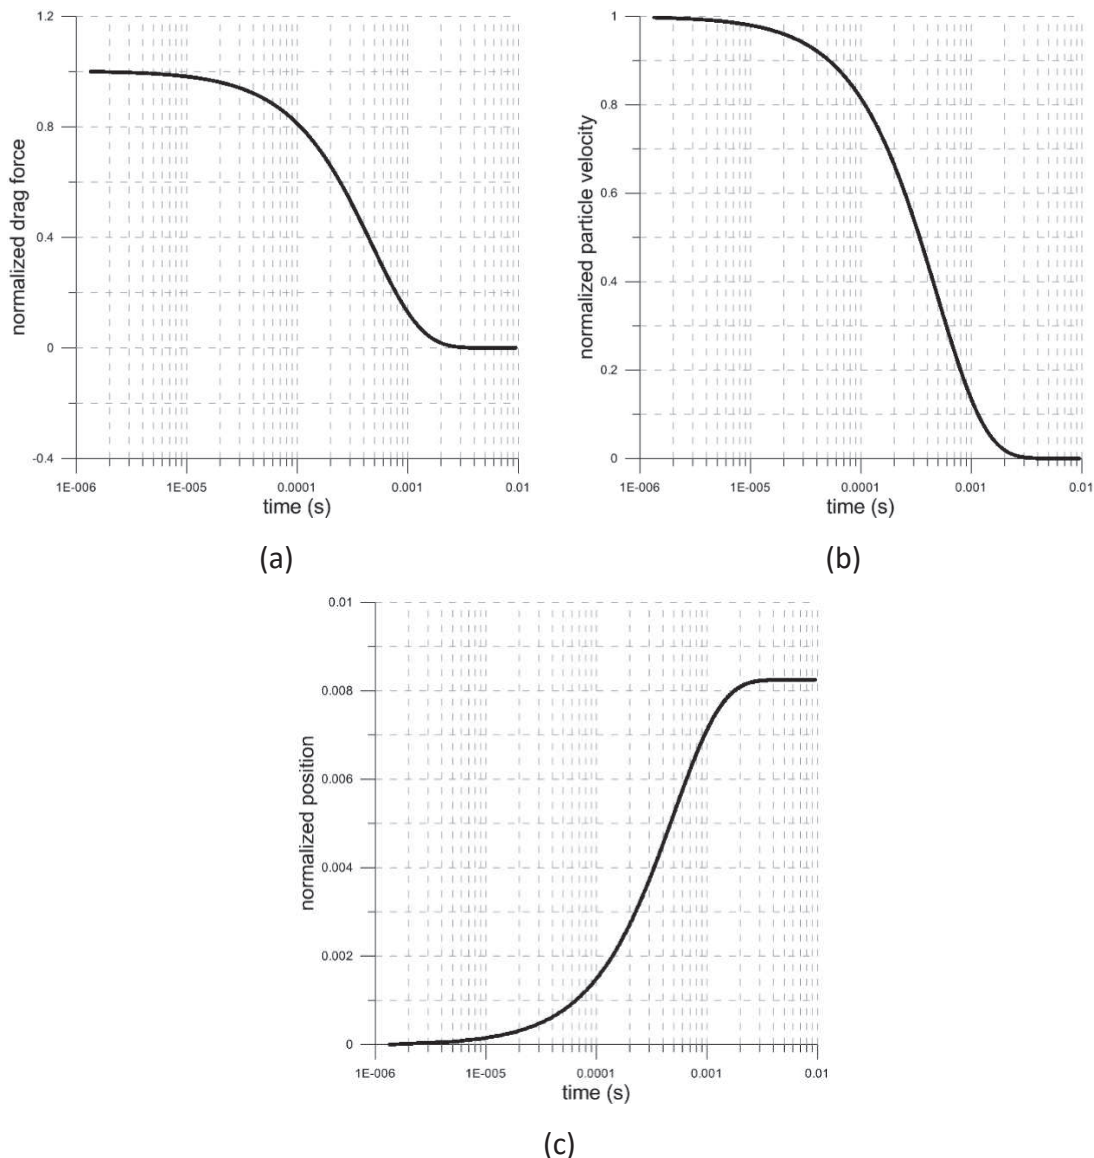 normalized drag force
1.2
0.8
0.4
0
-0.4
1E-006
1E-005
0.0001
0.001
0.01
time (s)
(a)
normalized particle velocity
1
0.8
0.6
0.4
0.2
0
1E-006
1E-005
0.0001
0.001
0.01
time (s)
(b)
normalized position
0.01
0.008
0.006
0.004
0.002
0
1E-006
1E-005
0.0001
0.001
0.01
time (s)
(c)